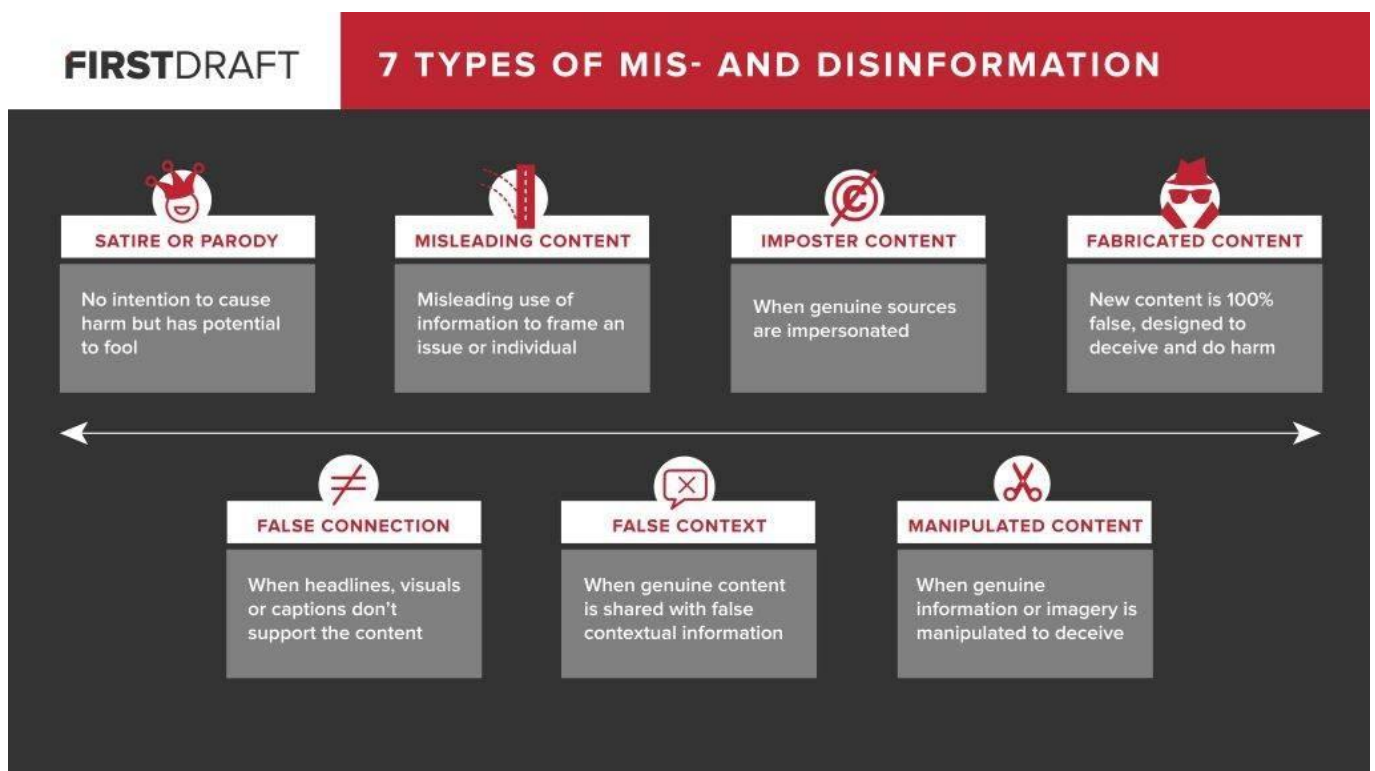 FIRSTDRAFT
7 TYPES OF MIS- AND DISINFORMATION
SATIRE OR PARODY
No intention to cause
harm but has potential
to fool
MISLEADING CONTENT
Misleading use of
information to frame an
issue or individual
IMPOSTER CONTENT
When genuine sources
are impersonated
FABRICATED CONTENT
New content is 100%
false, designed to
deceive and do harm
FALSE CONNECTION
When headlines, visuals
or captions don’t
support the content
FALSE CONTEXT
When genuine content
is shared with false
contextual information
MANIPULATED CONTENT
When genuine
information or imagery is
manipulated to deceive